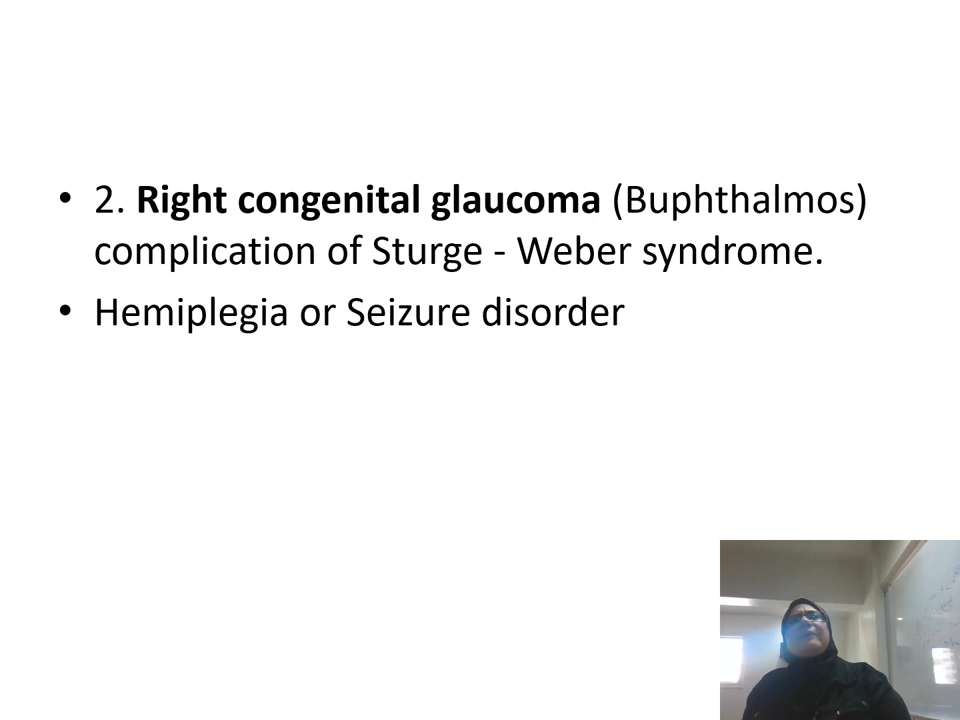 • 2. Right congenital glaucoma (Buphthalmos)
complication of Sturge - Weber syndrome.
• Hemiplegia or Seizure disorder